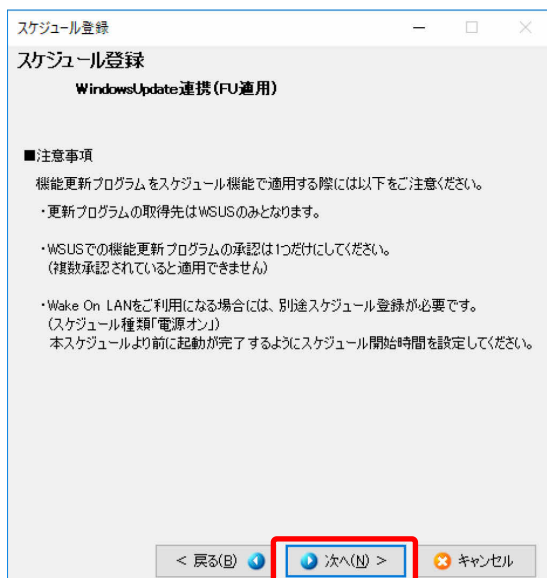 スケジュール登録
スケジュール登録
WindowsUpdate連携(FU適用)
■注意事項
機能更新プログラムをスケジュール機能で適用する際には以下をご注意ください。
・更新プログラムの取得先はWSUSのみとなります。
・WSUSでの機能更新プログラムの承認は1つだけにしてください。
(複数承認されていると適用できません)
・Wake On LANをご利用になる場合には、別途スケジュール登録が必要です。
(スケジュール種類「電源オン」)
本スケジュールより前に起動が完了するようにスケジュール開始時間を設定してください。
< 戻る(B) 次へ(N) > キャンセル